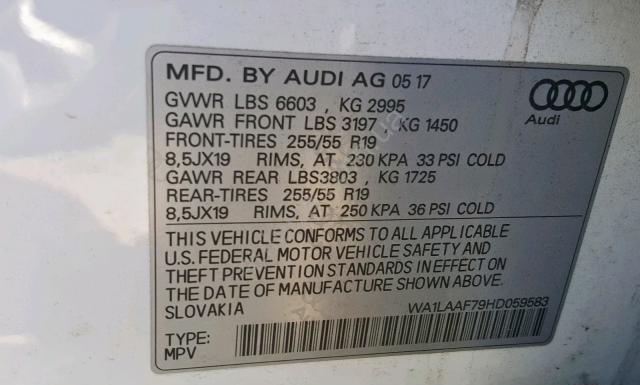 MFD. BY AUDI AG 05 17
GVWR LBS 6603 , KG 2995
GAWR FRONT LBS 3197 , KG 1450
FRONT-TIRES 255/55 R19
8,5JX19 RIMS, AT 230 KPA 33 PSI COLD
GAWR REAR LBS3803 , KG 1725
REAR-TIRES 255/55 R19
8,5JX19 RIMS, AT 250 KPA 36 PSI COLD
Audi
THIS VEHICLE CONFORMS TO ALL APPLICABLE
U.S. FEDERAL MOTOR VEHICLE SAFETY AND
THEFT PREVENTION STANDARDS IN EFFECT ON
THE DATE OF MANUFACTURE SHOWN ABOVE.
SLOVAKIA WA1LAAF79HD059583
TYPE:
MPV